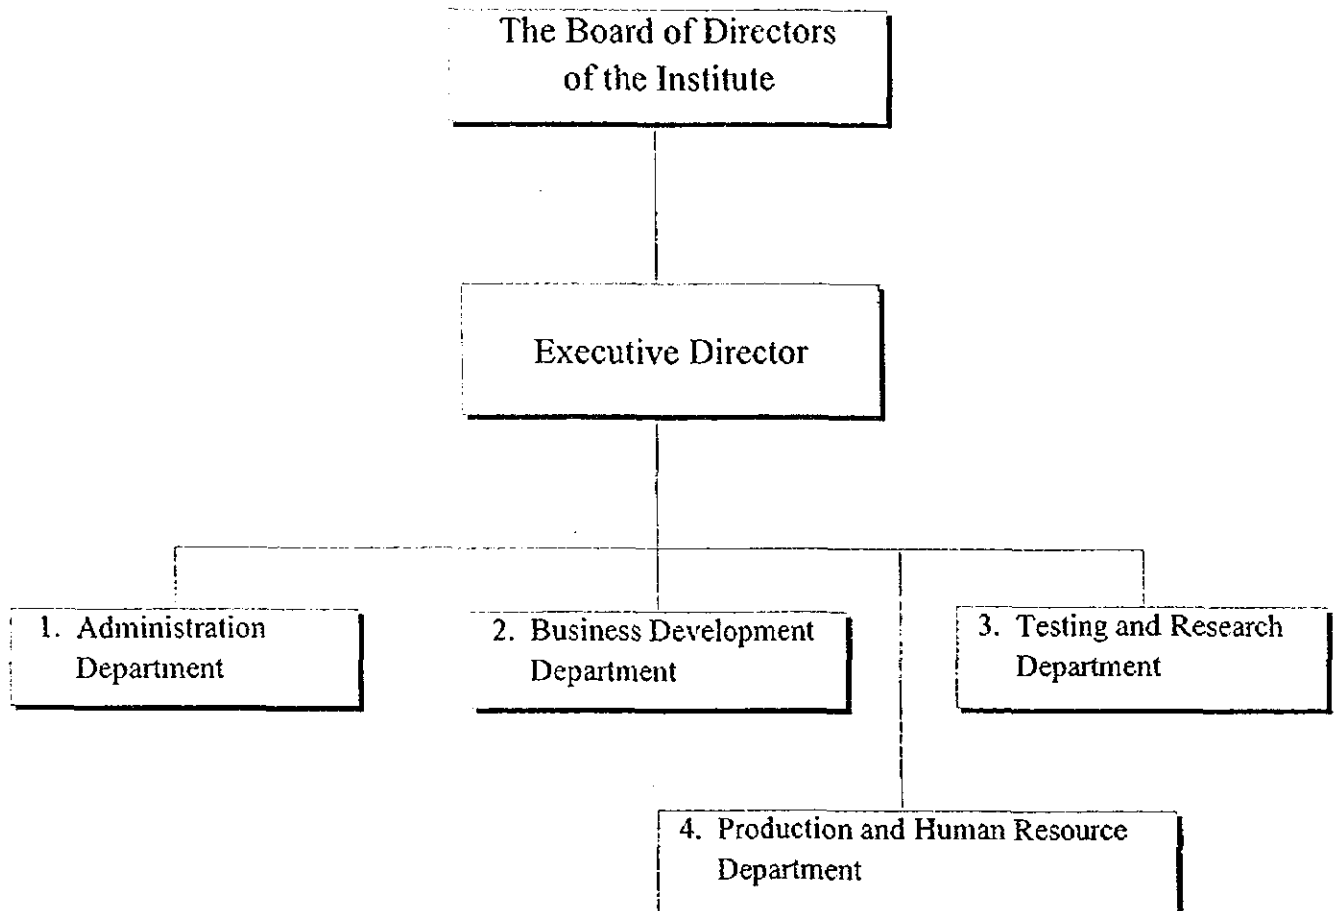 The Board of Directors
of the Institute
Executive Director
1. Administration
Department
2. Business Development
Department
3. Testing and Research
Department
4. Production and Human Resource
Department